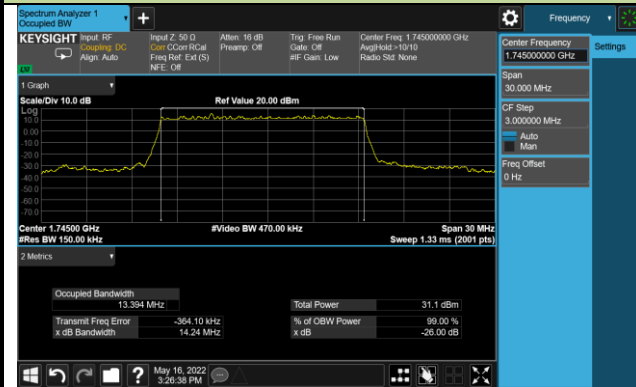 Spectrum Analyzer 1
Occupied BW
+
Frequency
KEYSIGHT
Input: RF
Coupling: DC
Align: Auto
Input Z: 50 Ω
Corr CCorr RCal
Freq Ref: Ext (S)
NFE: Off
Atten: 16 dB
Preamp: Off
Trig: Free Run
Gate: Off
#IF Gain: Low
Center Freq: 1.745000000 GHz
Avg|Hold:>10/10
Radio Std: None
Center Frequency
1.745000000 GHz
Settings
Span
30.000 MHz
CF Step
3.000000 MHz
Auto
Man
Freq Offset
0 Hz
1 Graph
Scale/Div 10.0 dB
Ref Value 20.00 dBm
Log
10.0
0.00
-10.0
-20.0
-30.0
-40.0
-50.0
-60.0
-70.0
Center 1.74500 GHz
#Video BW 470.00 kHz
Span 30 MHz
#Res BW 150.00 kHz
Sweep 1.33 ms (2001 pts)
2 Metrics
Occupied Bandwidth
13.394 MHz
Total Power
31.1 dBm
Transmit Freq Error
-364.10 kHz
% of OBW Power
99.00 %
x dB Bandwidth
14.24 MHz
x dB
-26.00 dB
?
May 16, 2022
3:26:38 PM